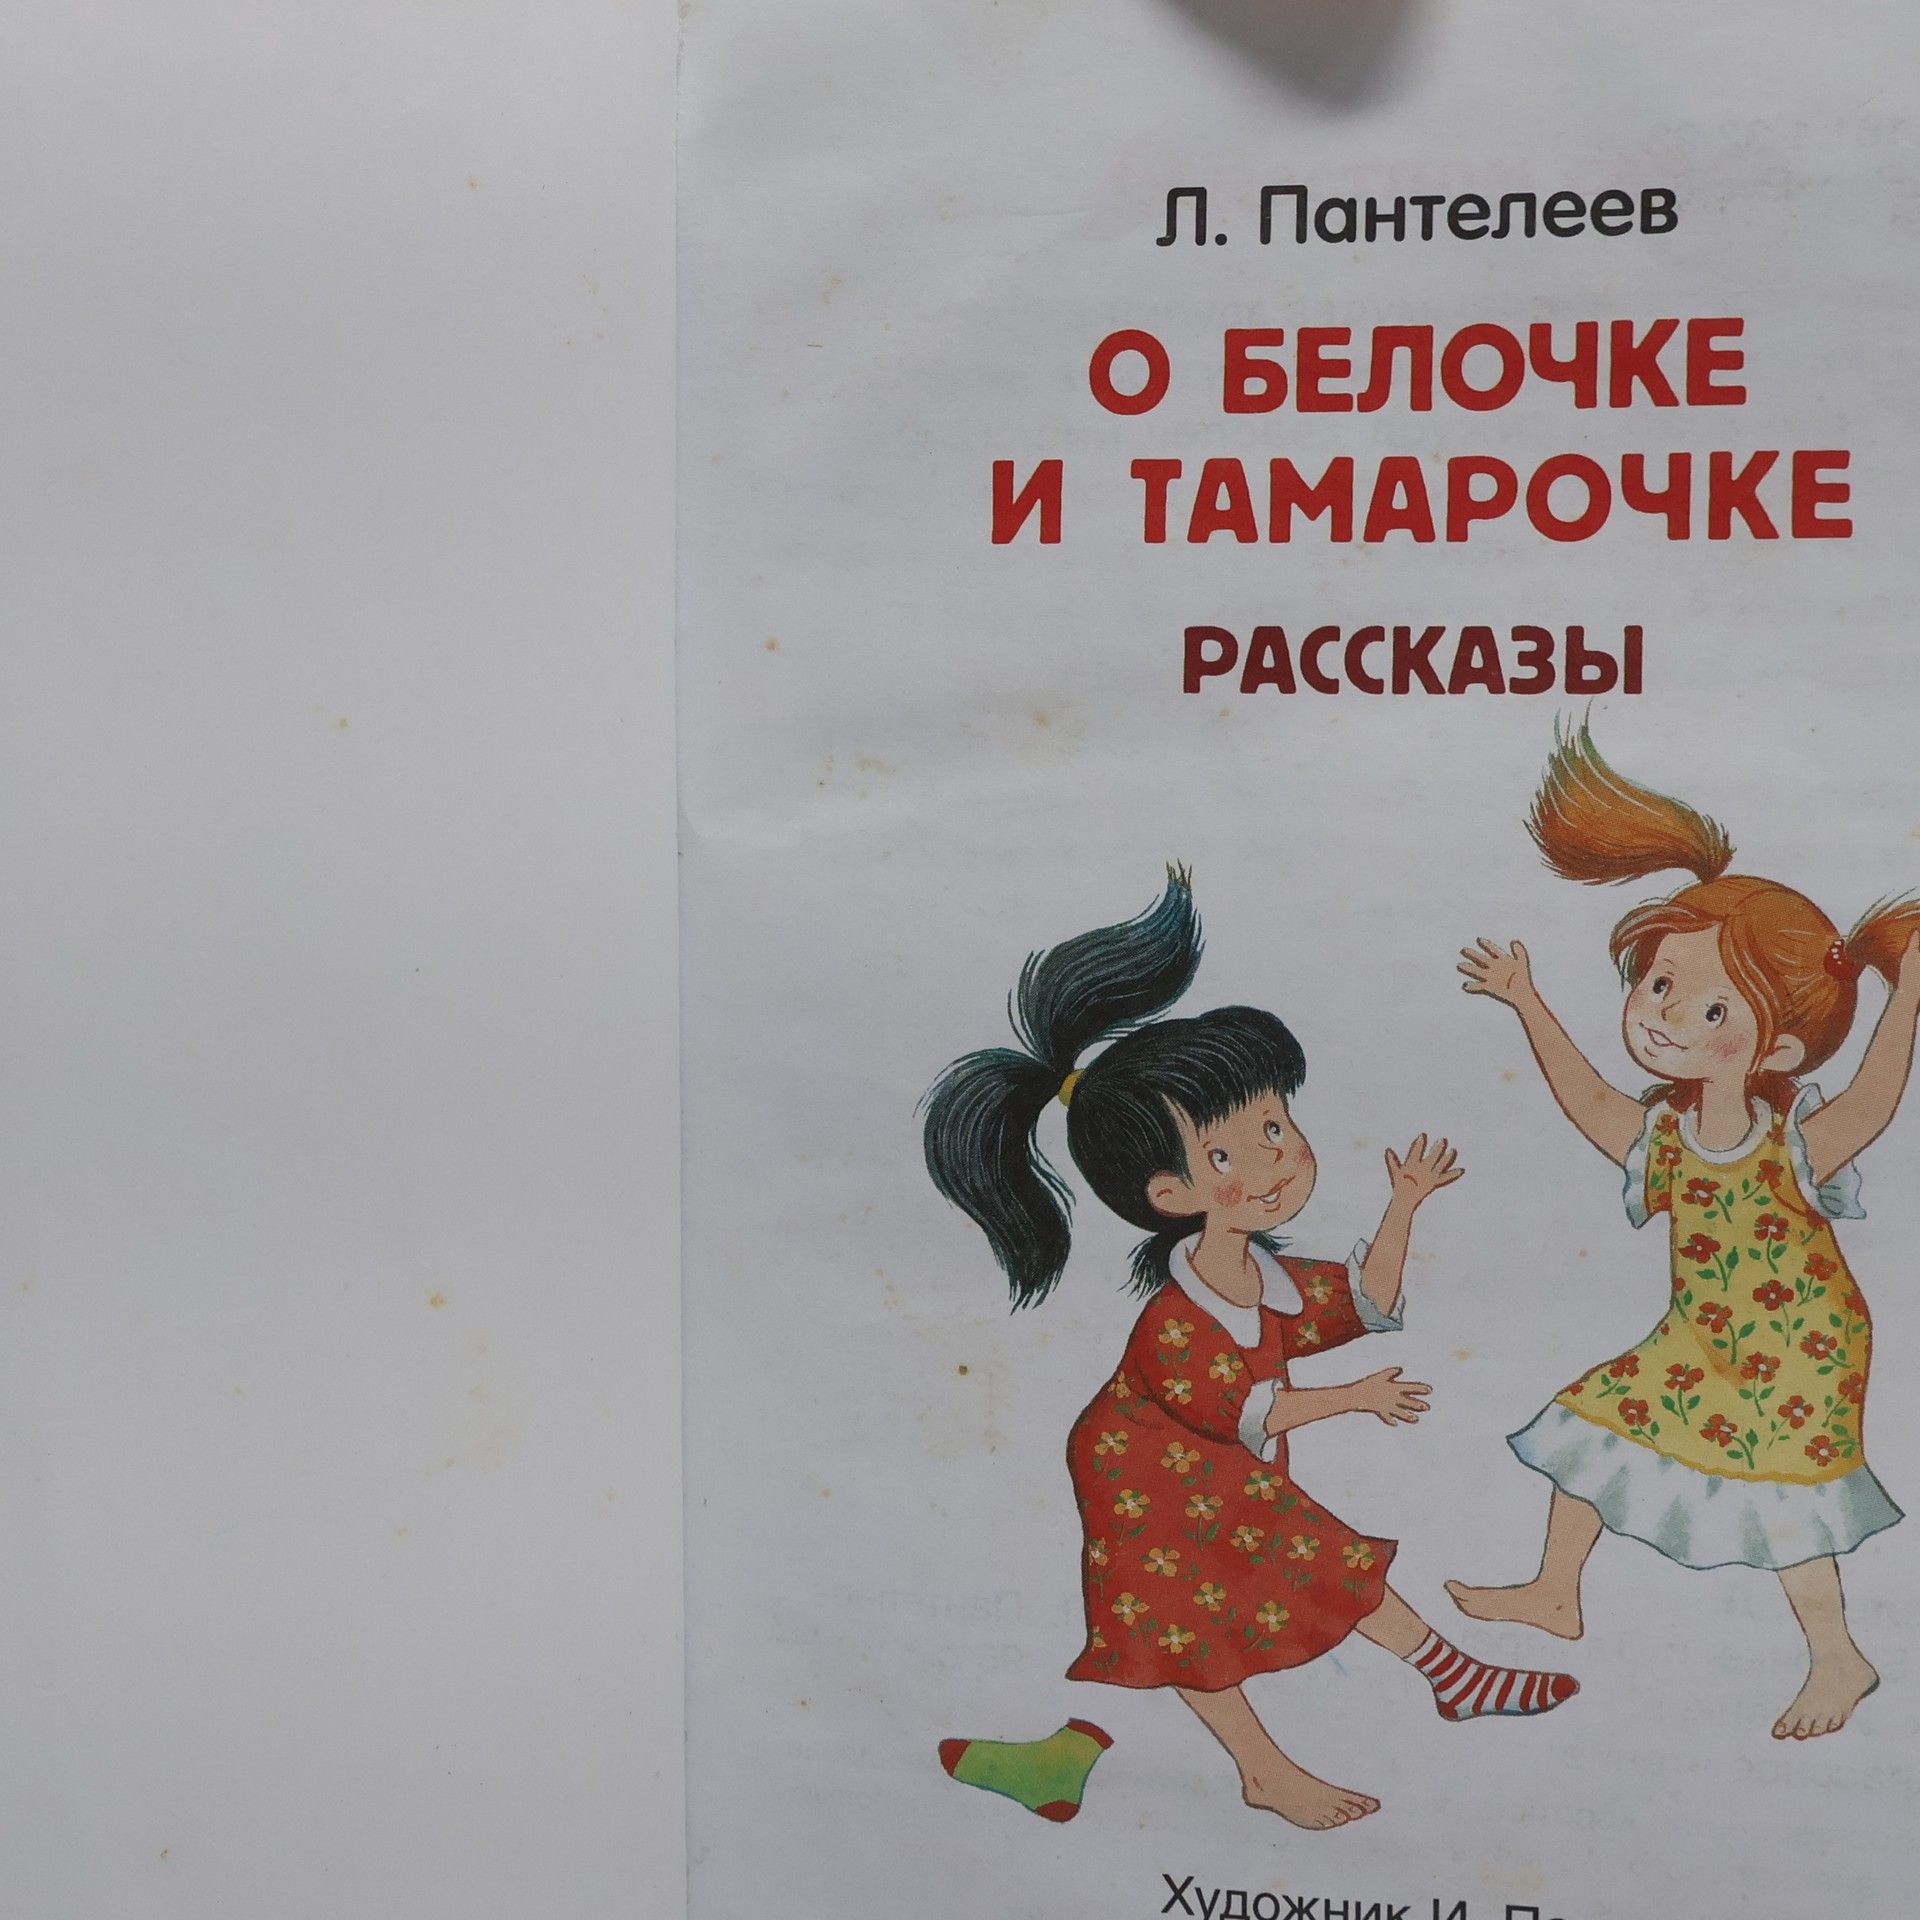 Л. Пантелеев
О БЕЛОЧКЕ
И ТАМАРОЧКЕ
РАССКАЗЫ
Художник И.